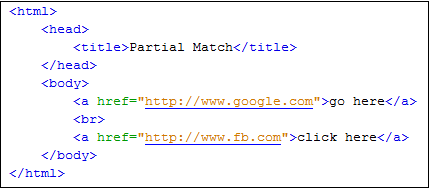 <html>
<head>
<title>Partial Match</title>
</head>
<body>
<a href="http://www.google.com">go here</a>
<br>
<a href="http://www.fb.com">click here</a>
</body>
</html>